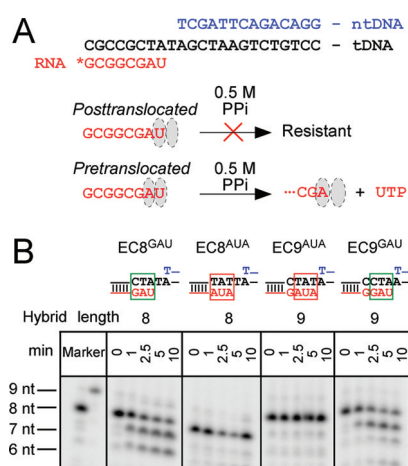 A
TCGATTCAGACAGG – ntDNA
CGCCGCTATAGCTAAGTCTGTCC – tDNA
RNA *GCGGCGAU
Posttranslocated
0.5 M
PPi
GCGGCGAU
Resistant
Pretranslocated
0.5 M
PPi
GCGGCGAU
···CGA + UTP
B
EC8GAU EC8AUA EC9AUA EC9GAU
T– T– T– T–
CTATA– TATTA– CTATA– CCTAA–
GAU AUA GAUA GGAU
Hybrid length 8 8 9 9
min Marker 0 1 2.5 5 10 0 1 2.5 5 10 0 1 2.5 5 10 0 1 2.5 5 10
9 nt
8 nt
7 nt
6 nt